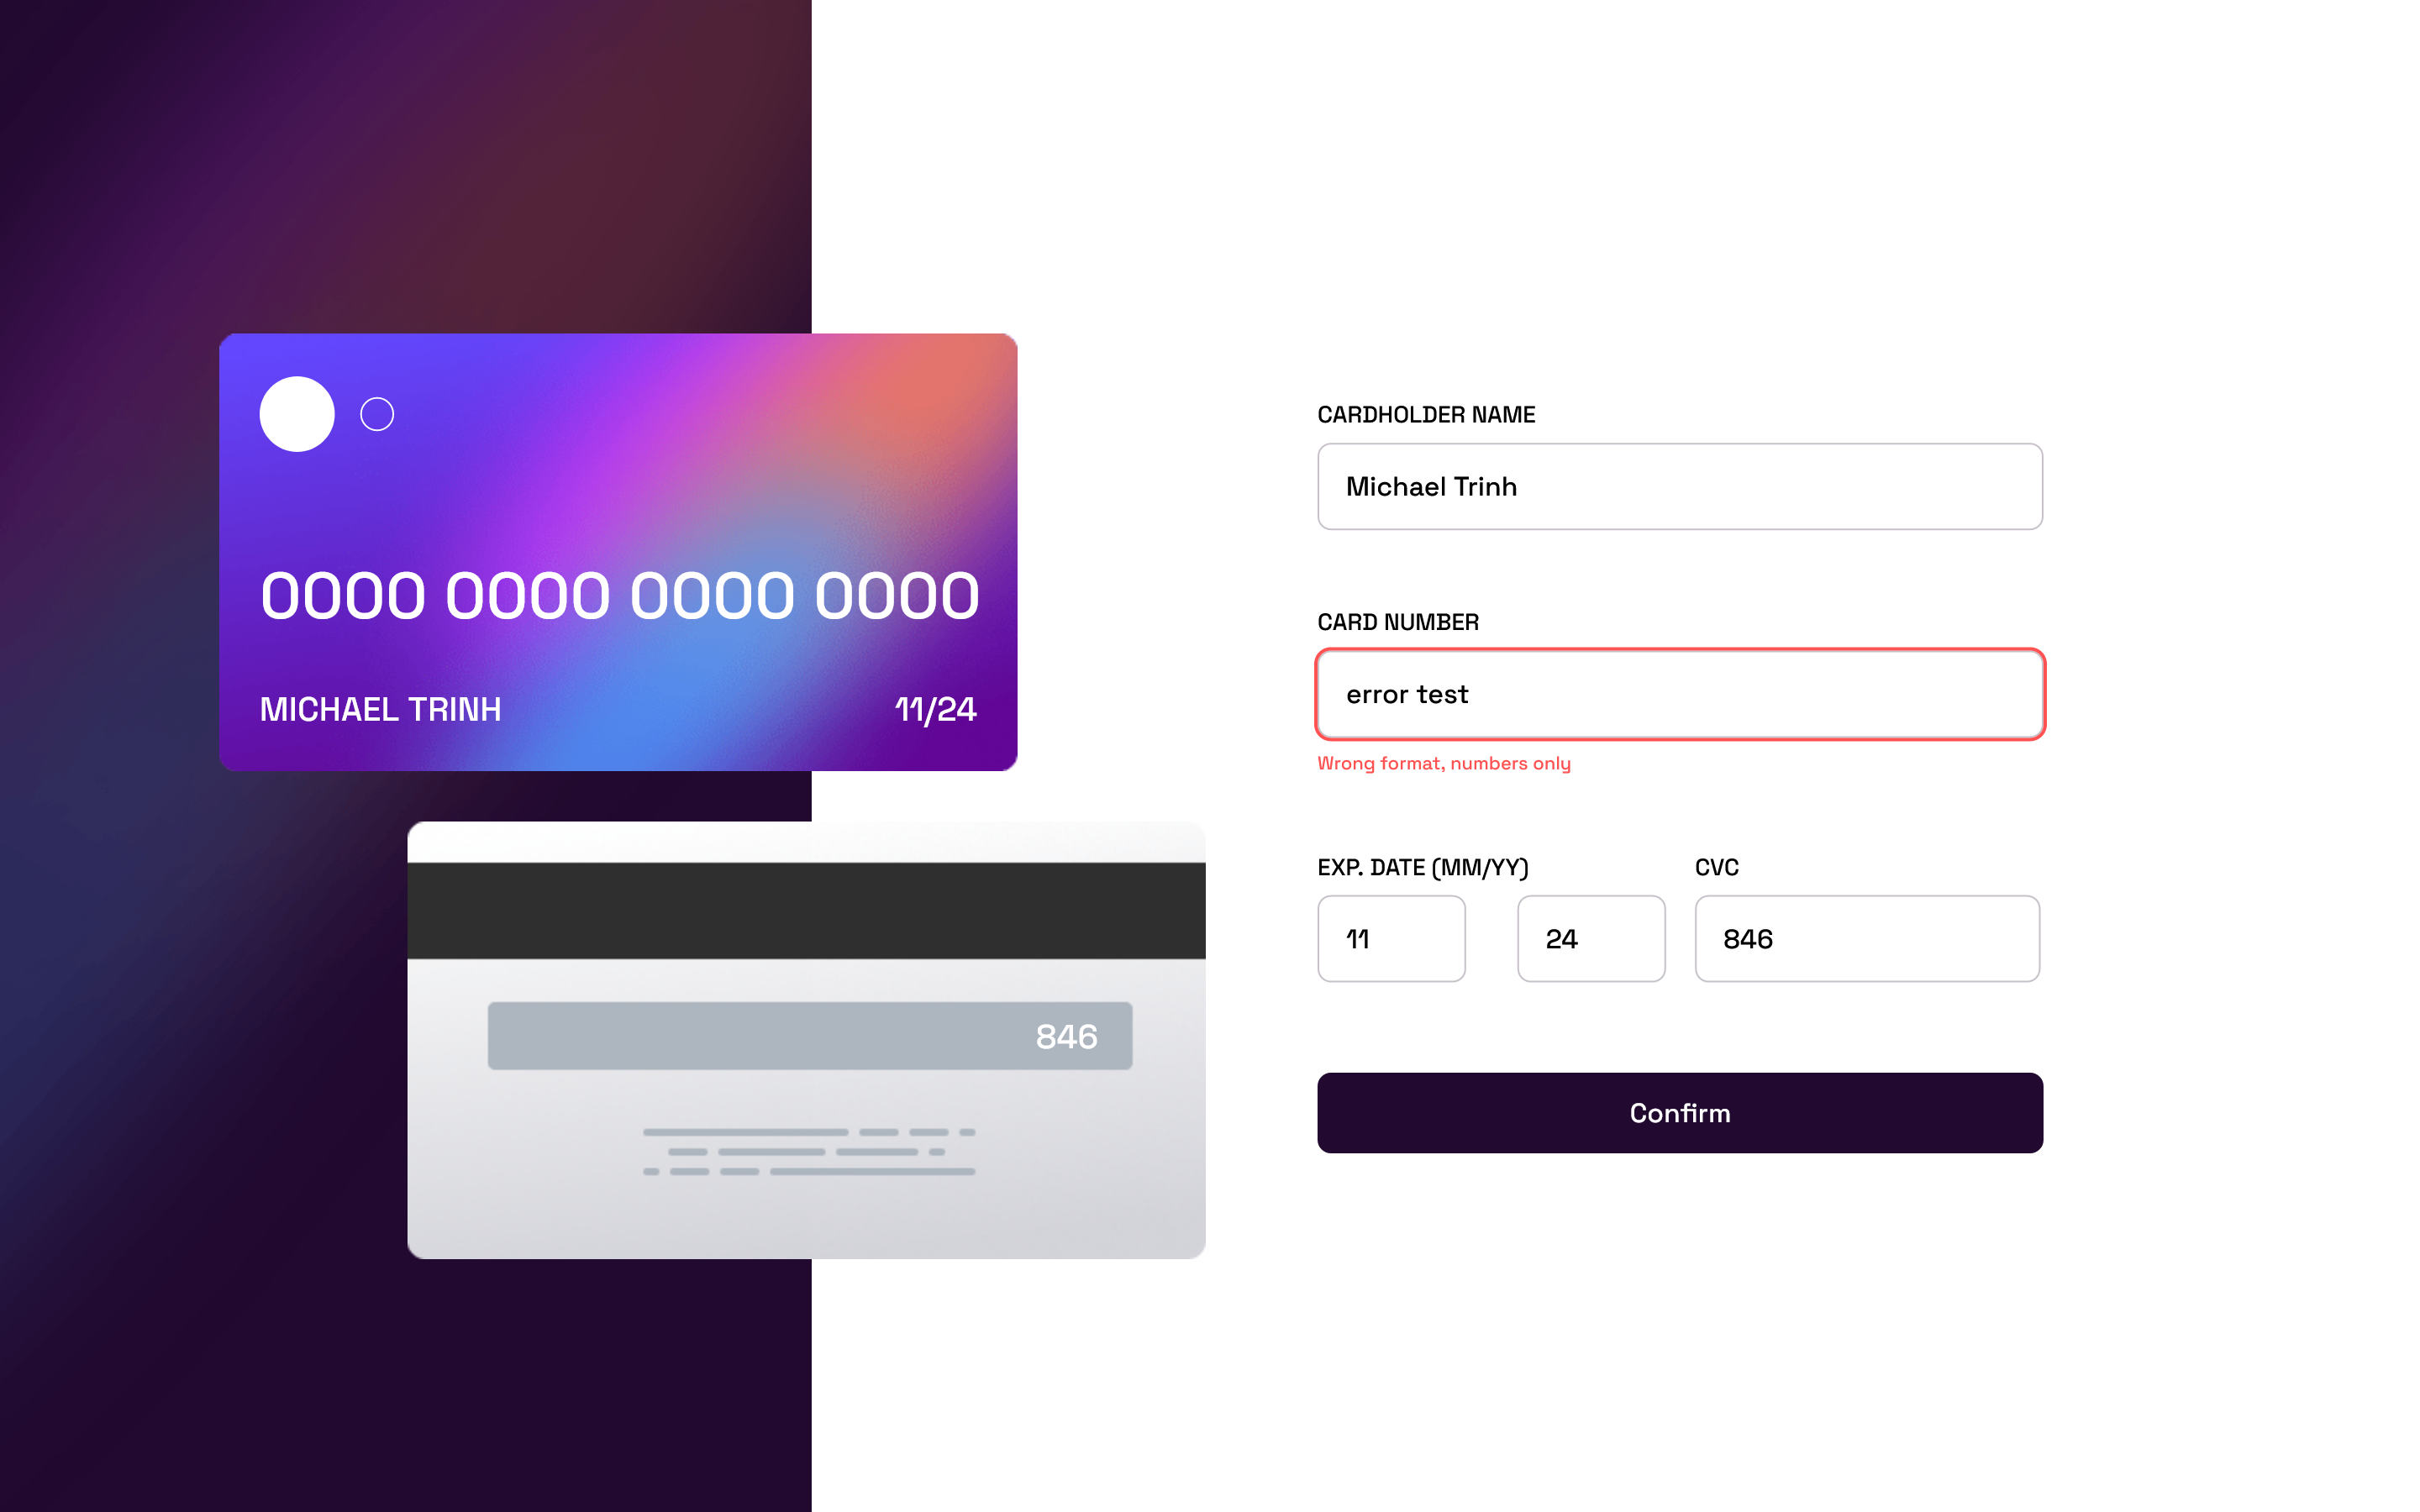 0000 0000 0000 0000
MICHAEL TRINH 11/24
846
CARDHOLDER NAME
Michael Trinh
CARD NUMBER
error test
Wrong format, numbers only
EXP. DATE (MM/YY) CVC
11 24 846
Confirm